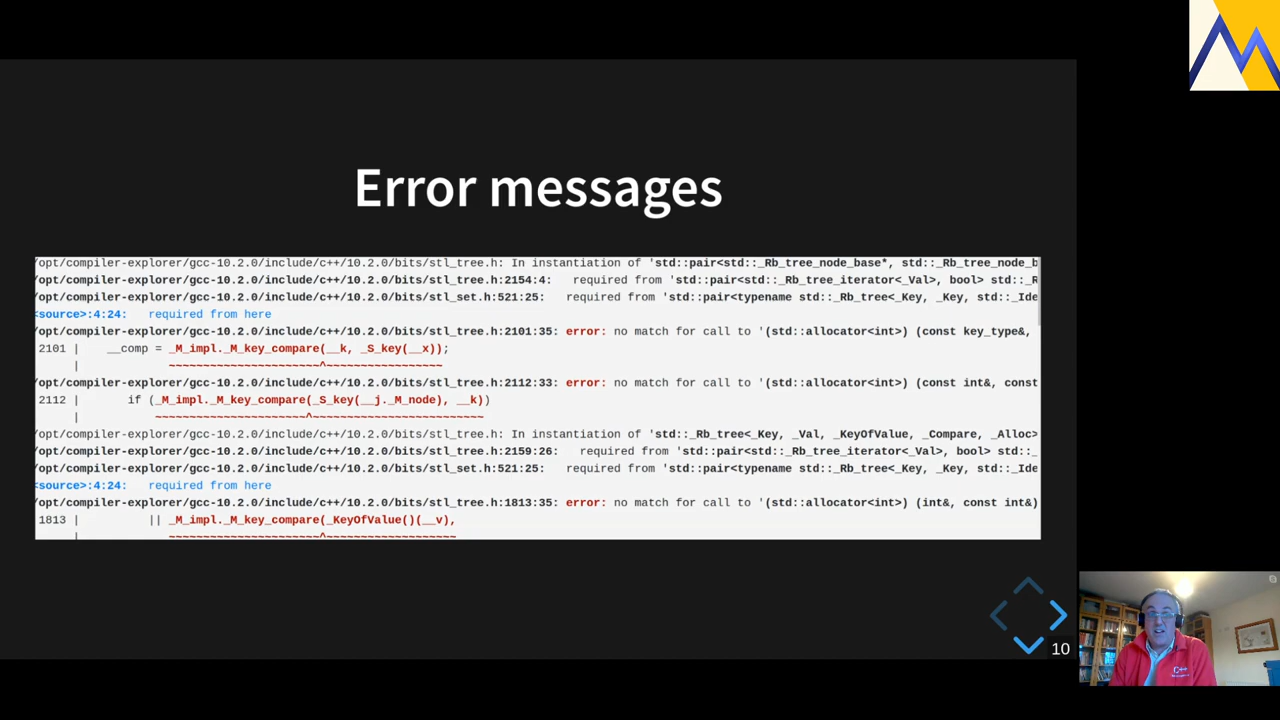 Error messages
/opt/compiler-explorer/gcc-10.2.0/include/c++/10.2.0/bits/stl_tree.h: In instantiation of 'std::pair<std::_Rb_tree_node_base*, std::_Rb_tree_node_b
/opt/compiler-explorer/gcc-10.2.0/include/c++/10.2.0/bits/stl_tree.h:2154:4:   required from 'std::pair<std::_Rb_tree_iterator<_Val>, bool> std::_R
/opt/compiler-explorer/gcc-10.2.0/include/c++/10.2.0/bits/stl_set.h:521:25:   required from 'std::pair<typename std::_Rb_tree<_Key, _Key, std::_Ide
<source>:4:24:   required from here
/opt/compiler-explorer/gcc-10.2.0/include/c++/10.2.0/bits/stl_tree.h:2101:35: error: no match for call to '(std::allocator<int>) (const key_type&,
2101 |    __comp = _M_impl._M_key_compare(__k, _S_key(__x));
|             ~~~~~~~~~~~~~~~~~~~~~~^~~~~~~~~~~~~~~~~~
/opt/compiler-explorer/gcc-10.2.0/include/c++/10.2.0/bits/stl_tree.h:2112:33: error: no match for call to '(std::allocator<int>) (const int&, const
2112 |       if (_M_impl._M_key_compare(_S_key(__j._M_node), __k))
|           ~~~~~~~~~~~~~~~~~~~~~~^~~~~~~~~~~~~~~~~~~~~~~~~
/opt/compiler-explorer/gcc-10.2.0/include/c++/10.2.0/bits/stl_tree.h: In instantiation of 'std::_Rb_tree<_Key, _Val, _KeyOfValue, _Compare, _Alloc>
/opt/compiler-explorer/gcc-10.2.0/include/c++/10.2.0/bits/stl_tree.h:2159:26:   required from 'std::pair<std::_Rb_tree_iterator<_Val>, bool> std::_
/opt/compiler-explorer/gcc-10.2.0/include/c++/10.2.0/bits/stl_set.h:521:25:   required from 'std::pair<typename std::_Rb_tree<_Key, _Key, std::_Ide
<source>:4:24:   required from here
/opt/compiler-explorer/gcc-10.2.0/include/c++/10.2.0/bits/stl_tree.h:1813:35: error: no match for call to '(std::allocator<int>) (int&, const int&)
1813 |          || _M_impl._M_key_compare(_KeyOfValue()(__v),
|             ~~~~~~~~~~~~~~~~~~~~~~^~~~~~~~~~~~~~~~~~~~
10
C++